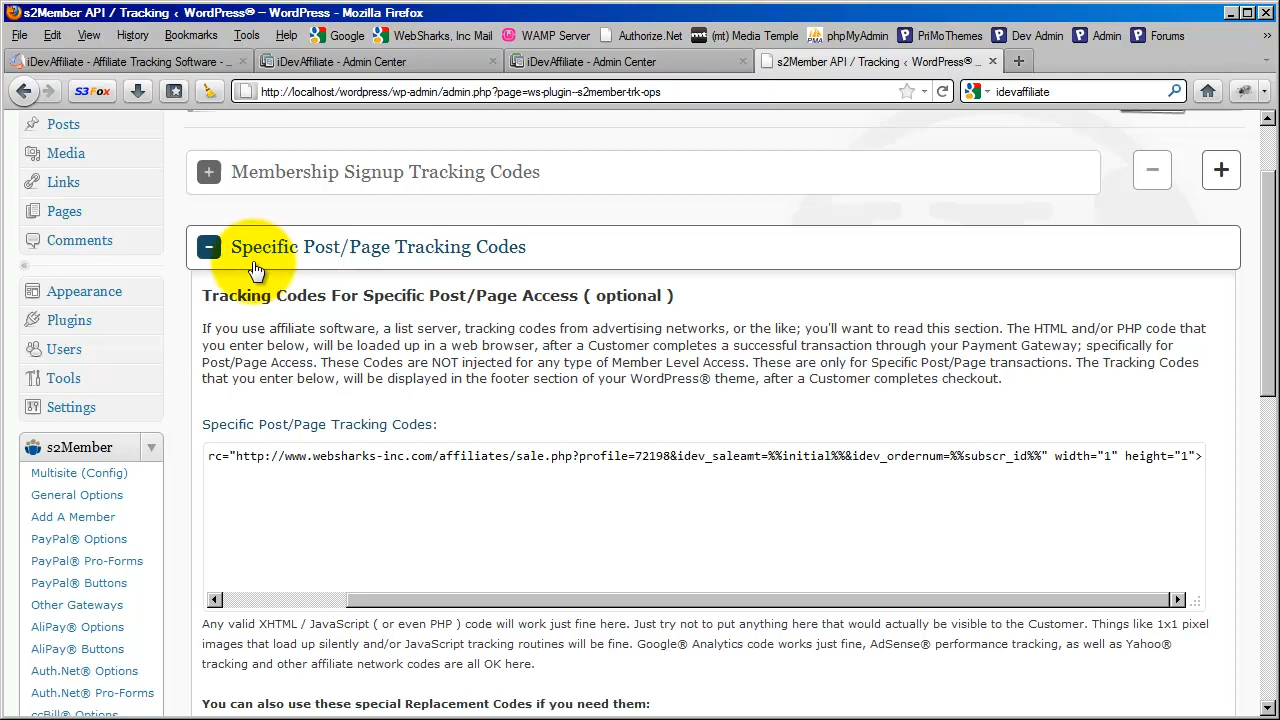 s2Member API / Tracking ‹ WordPress® – WordPress - Mozilla Firefox
File Edit View History Bookmarks Tools Help Google WebSharks, Inc Mail WAMP Server Authorize.Net (mt) Media Temple phpMyAdmin PriMoThemes Dev Admin Admin Forums »
iDevAffiliate - Affiliate Tracking Software - ... iDevAffiliate - Admin Center iDevAffiliate - Admin Center s2Member API / Tracking ‹ WordPress® ...
S3Fox http://localhost/wordpress/wp-admin/admin.php?page=ws-plugin--s2member-trk-ops idevaffiliate
Posts
Media
Links
Pages
Comments
Appearance
Plugins
Users
Tools
Settings
s2Member
Multisite (Config)
General Options
Add A Member
PayPal® Options
PayPal® Pro-Forms
PayPal® Buttons
Other Gateways
AliPay® Options
AliPay® Buttons
Auth.Net® Options
Auth.Net® Pro-Forms
ccBill® Options
Membership Signup Tracking Codes
Specific Post/Page Tracking Codes
Tracking Codes For Specific Post/Page Access ( optional )
If you use affiliate software, a list server, tracking codes from advertising networks, or the like; you'll want to read this section. The HTML and/or PHP code that
you enter below, will be loaded up in a web browser, after a Customer completes a successful transaction through your Payment Gateway; specifically for
Post/Page Access. These Codes are NOT injected for any type of Member Level Access. These are only for Specific Post/Page transactions. The Tracking Codes
that you enter below, will be displayed in the footer section of your WordPress® theme, after a Customer completes checkout.
Specific Post/Page Tracking Codes:
rc="http://www.websharks-inc.com/affiliates/sale.php?profile=72198&idev_saleamt=%%initial%%&idev_ordernum=%%subscr_id%%" width="1" height="1">
Any valid XHTML / JavaScript ( or even PHP ) code will work just fine here. Just try not to put anything here that would actually be visible to the Customer. Things like 1x1 pixel
images that load up silently and/or JavaScript tracking routines will be fine. Google® Analytics code works just fine, AdSense® performance tracking, as well as Yahoo®
tracking and other affiliate network codes are all OK here.
You can also use these special Replacement Codes if you need them: